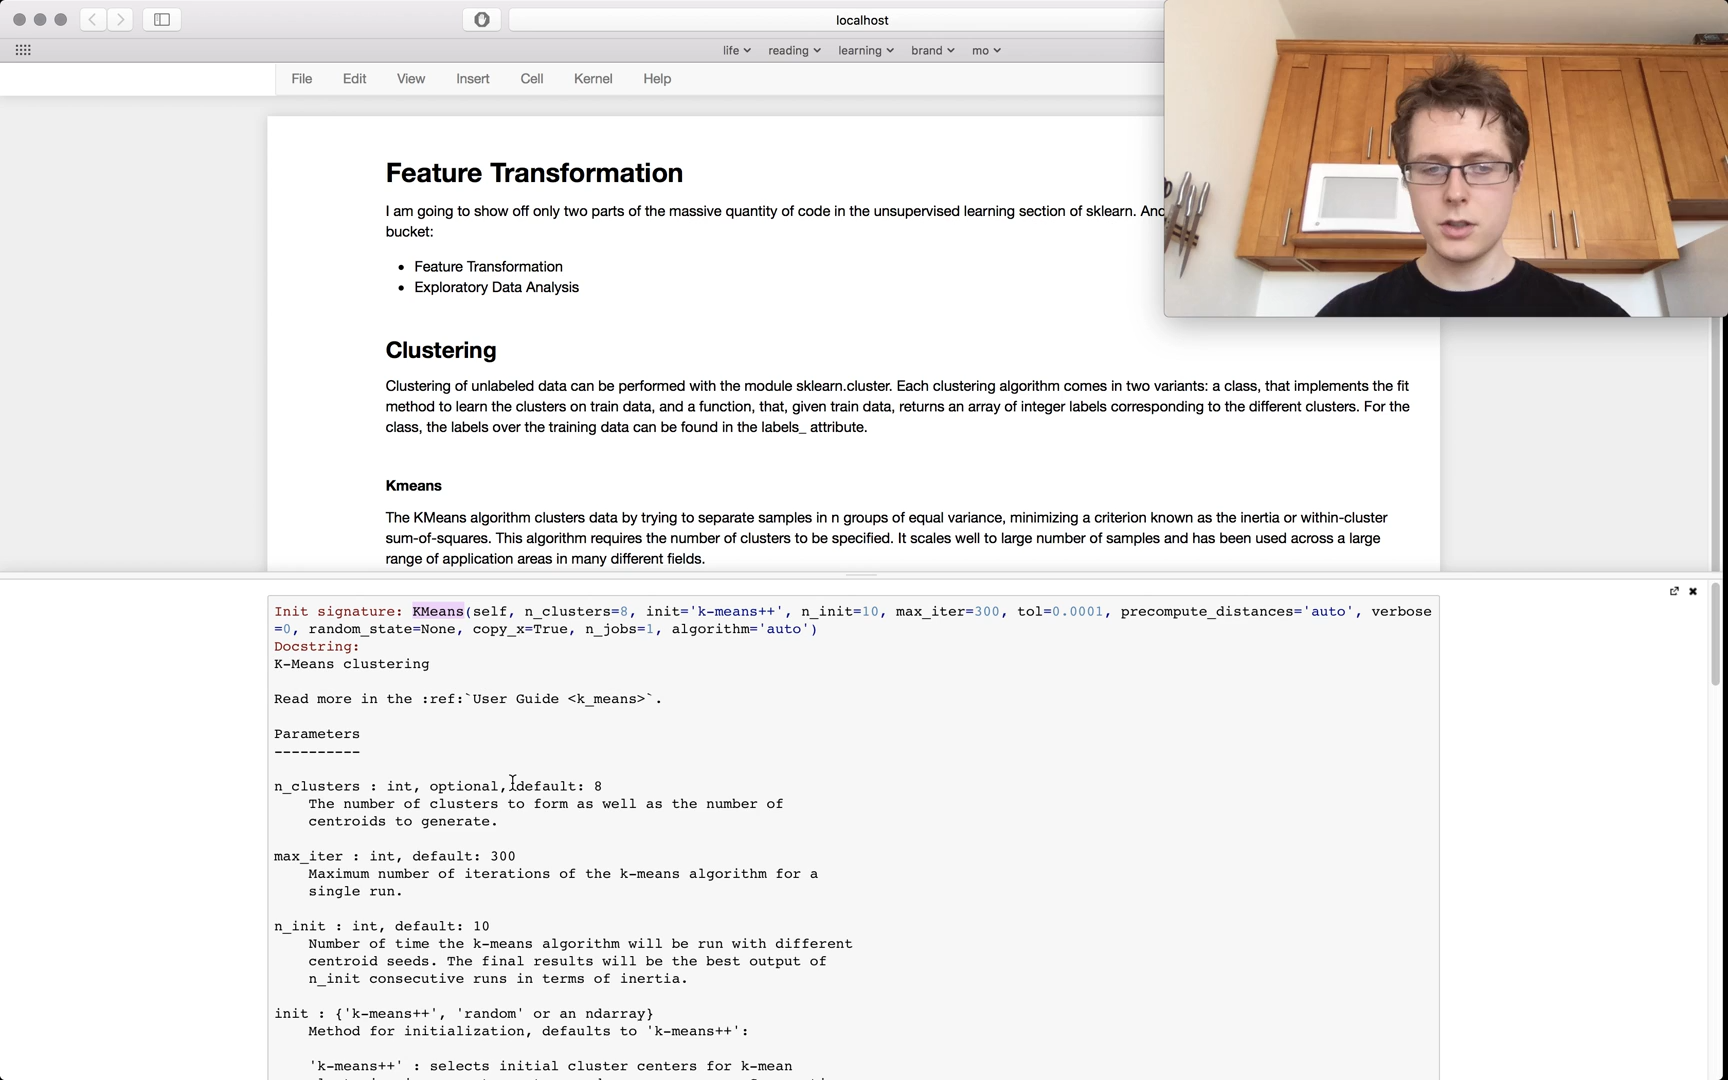 localhost
life reading learning brand mo
File Edit View Insert Cell Kernel Help
Feature Transformation
I am going to show off only two parts of the massive quantity of code in the unsupervised learning section of sklearn. And
bucket:
• Feature Transformation
• Exploratory Data Analysis
Clustering
Clustering of unlabeled data can be performed with the module sklearn.cluster. Each clustering algorithm comes in two variants: a class, that implements the fit
method to learn the clusters on train data, and a function, that, given train data, returns an array of integer labels corresponding to the different clusters. For the
class, the labels over the training data can be found in the labels_ attribute.
Kmeans
The KMeans algorithm clusters data by trying to separate samples in n groups of equal variance, minimizing a criterion known as the inertia or within-cluster
sum-of-squares. This algorithm requires the number of clusters to be specified. It scales well to large number of samples and has been used across a large
range of application areas in many different fields.
Init signature: KMeans(self, n_clusters=8, init='k-means++', n_init=10, max_iter=300, tol=0.0001, precompute_distances='auto', verbose
=0, random_state=None, copy_x=True, n_jobs=1, algorithm='auto')
Docstring:
K-Means clustering
Read more in the :ref:`User Guide <k_means>`.
Parameters
----------
n_clusters : int, optional, default: 8
The number of clusters to form as well as the number of
centroids to generate.
max_iter : int, default: 300
Maximum number of iterations of the k-means algorithm for a
single run.
n_init : int, default: 10
Number of time the k-means algorithm will be run with different
centroid seeds. The final results will be the best output of
n_init consecutive runs in terms of inertia.
init : {'k-means++', 'random' or an ndarray}
Method for initialization, defaults to 'k-means++':
'k-means++' : selects initial cluster centers for k-mean